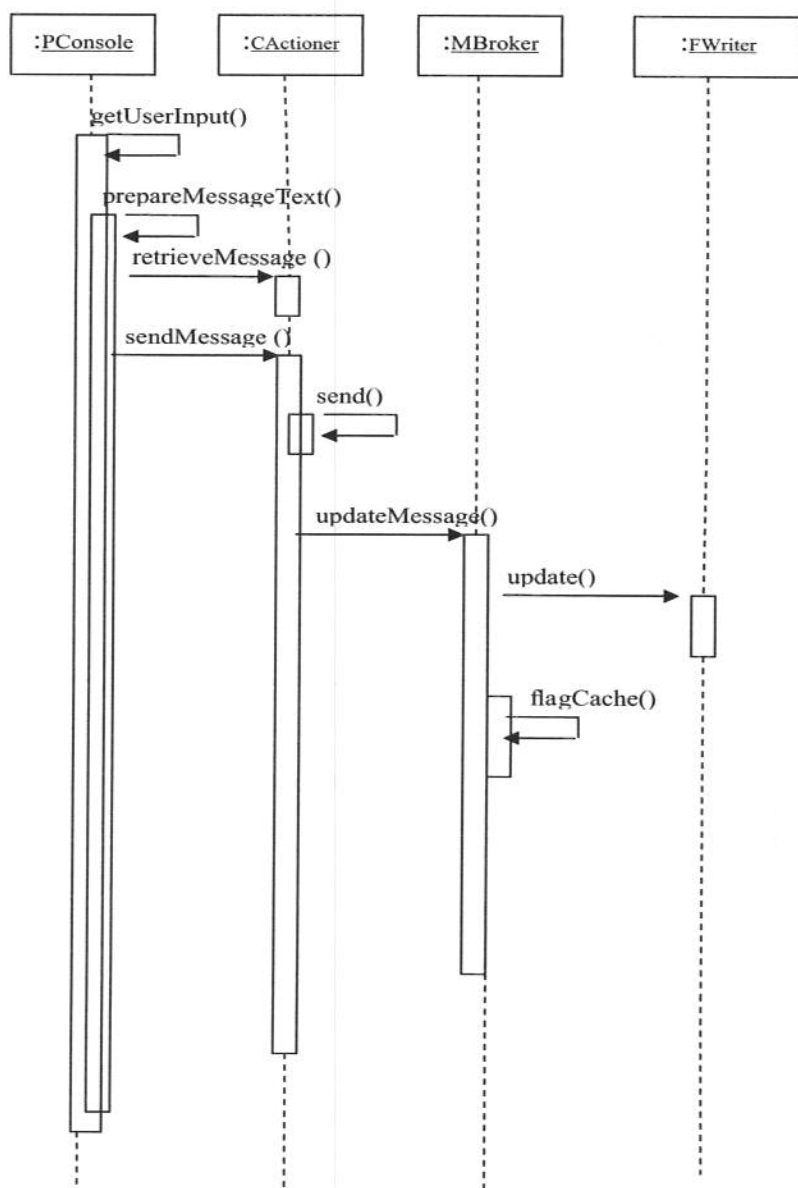 :PConsole
:CActioner
:MBroker
:FWriter
getUserInput()
prepareMessageText()
retrieveMessage ()
sendMessage ()
send()
updateMessage()
update()
flagCache()